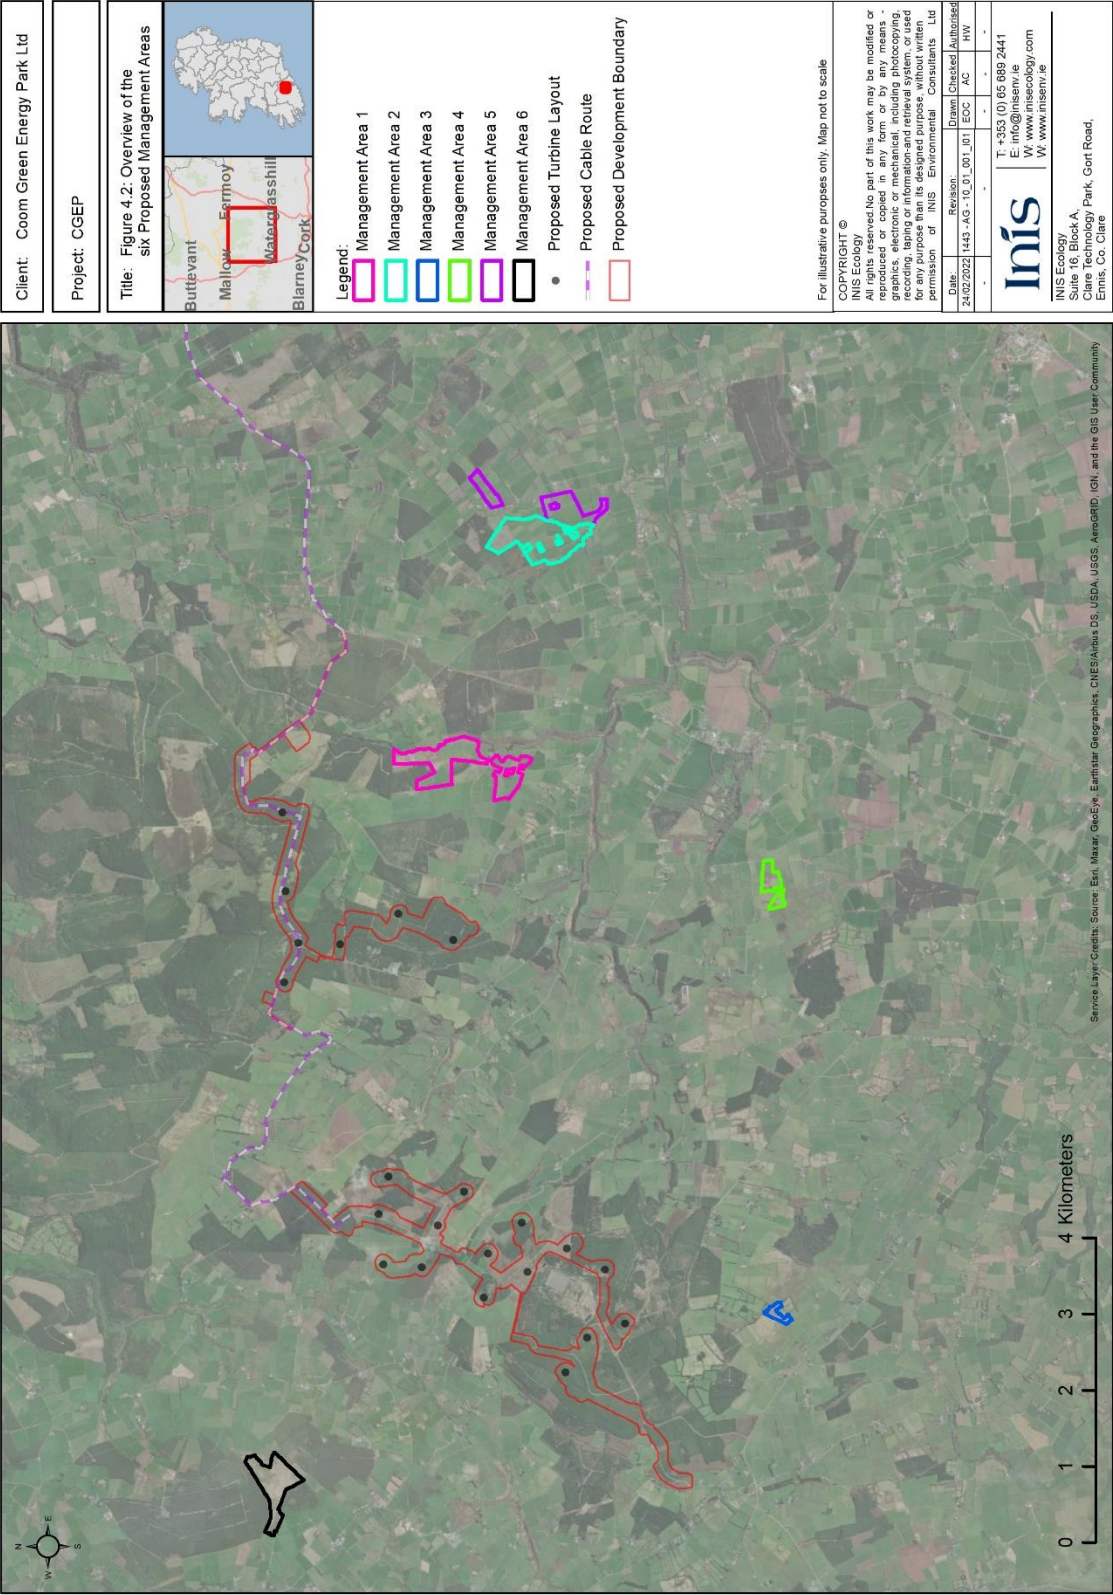 Client: Coom Green Energy Park Ltd
Project: CGEP
Title: Figure 4.2: Overview of the
six Proposed Management Areas
Buttevant
Mallow
Fermoy
Watergrasshill
Blarney
Cork
Legend:
Management Area 1
Management Area 2
Management Area 3
Management Area 4
Management Area 5
Management Area 6
Proposed Turbine Layout
Proposed Cable Route
Proposed Development Boundary
For illustrative puropses only. Map not to scale
COPYRIGHT ©
INIS Ecology
All rights reserved.No part of this work may be modified or
reproduced or copied in any form or by any means -
graphics, electronic or mechanical, including photocopying,
recording, taping or information-and retrieval system, or used
for any purpose than its designed purpose, without written
permission of INIS Environmental Consultants Ltd
Date: Revision: Drawn Checked Authorised
24/02/2022 1443 - AG - 10_01_001_I01 EOC AC HW
- - - - -
Inis
T: +353 (0) 65 689 2441
E: info@inisenv.ie
W: www.inisecology.com
W: www.inisenv.ie
INIS Ecology
Suite 16, Block A,
Clare Technology Park, Gort Road,
Ennis, Co. Clare
N
W E
S
0 1 2 3 4 Kilometers
Service Layer Credits: Source: Esri, Maxar, GeoEye, Earthstar Geographics, CNES/Airbus DS, USDA, USGS, AeroGRID, IGN, and the GIS User Community